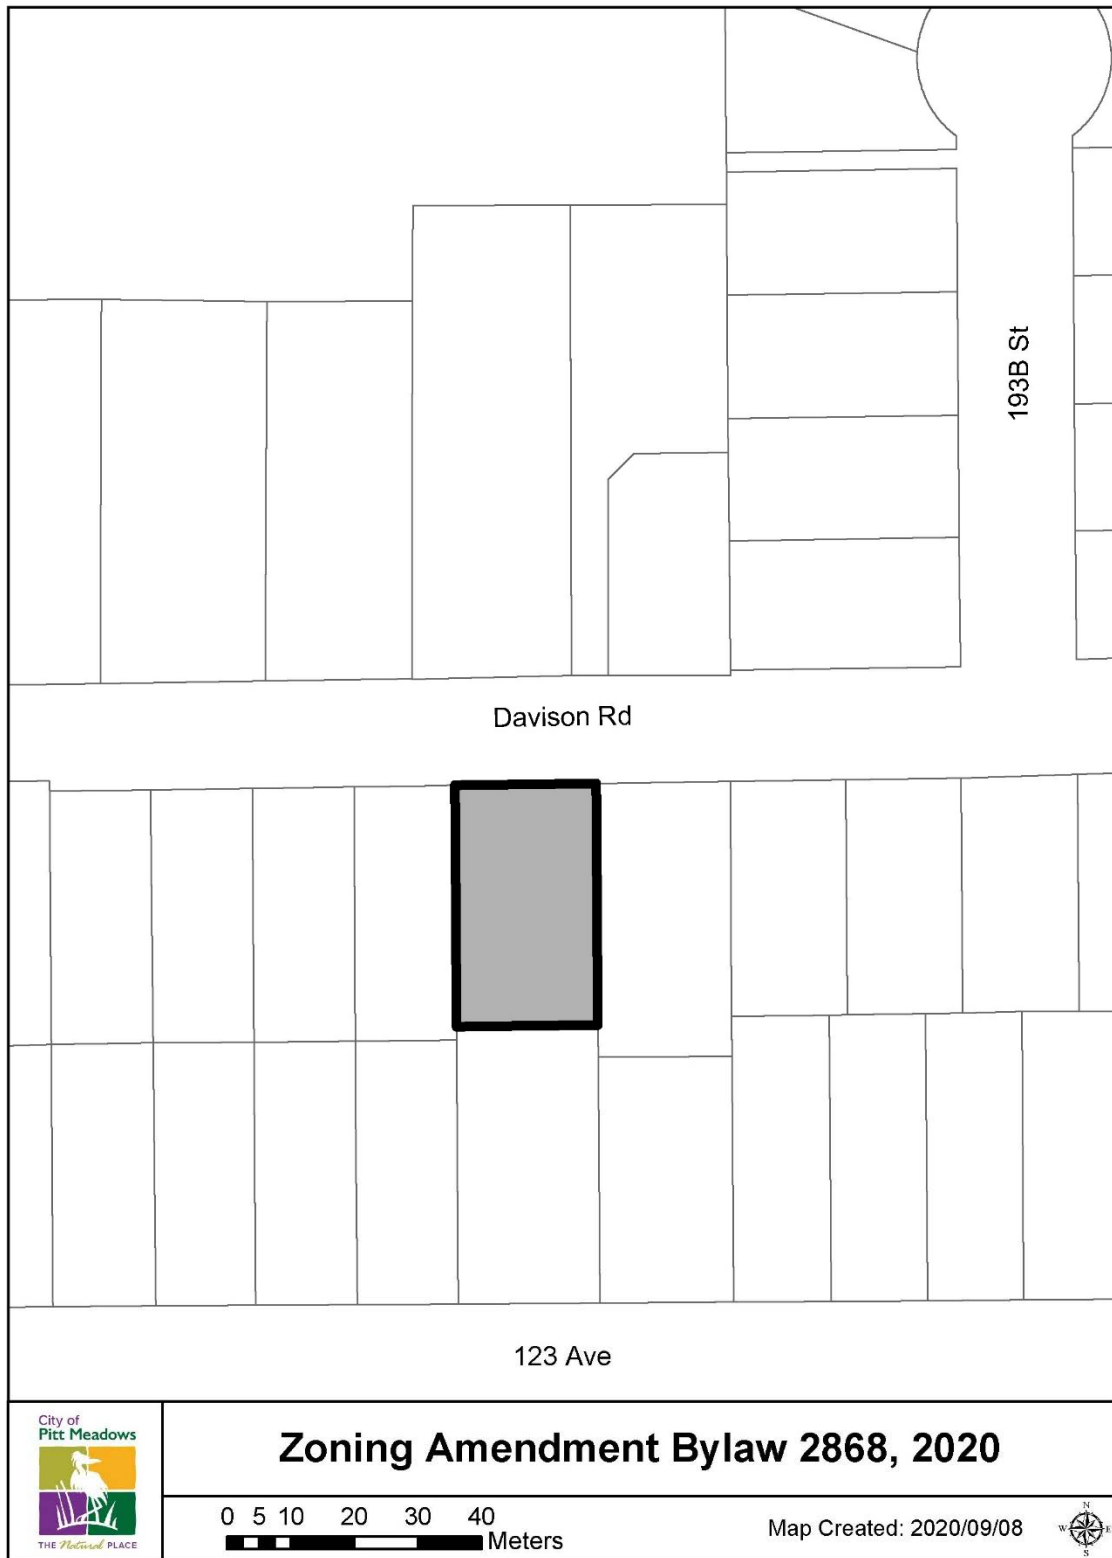 193B St
Davison Rd
123 Ave
City of
Pitt Meadows
THE Natural PLACE
Zoning Amendment Bylaw 2868, 2020
0 5 10 20 30 40
Meters
Map Created: 2020/09/08
N
W E
S